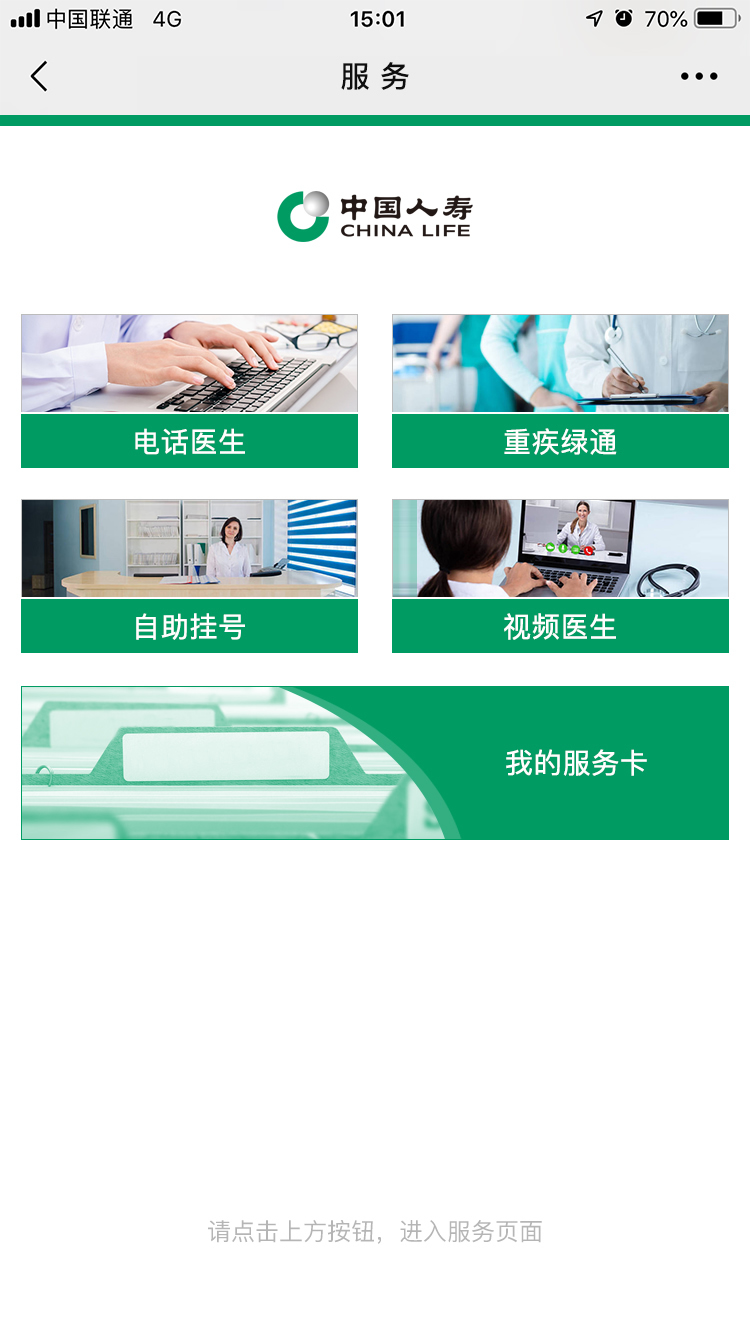 中国联通 4G 15:01 70%
服务
中国人寿
CHINA LIFE
电话医生
重疾绿通
自助挂号
视频医生
我的服务卡
请点击上方按钮，进入服务页面